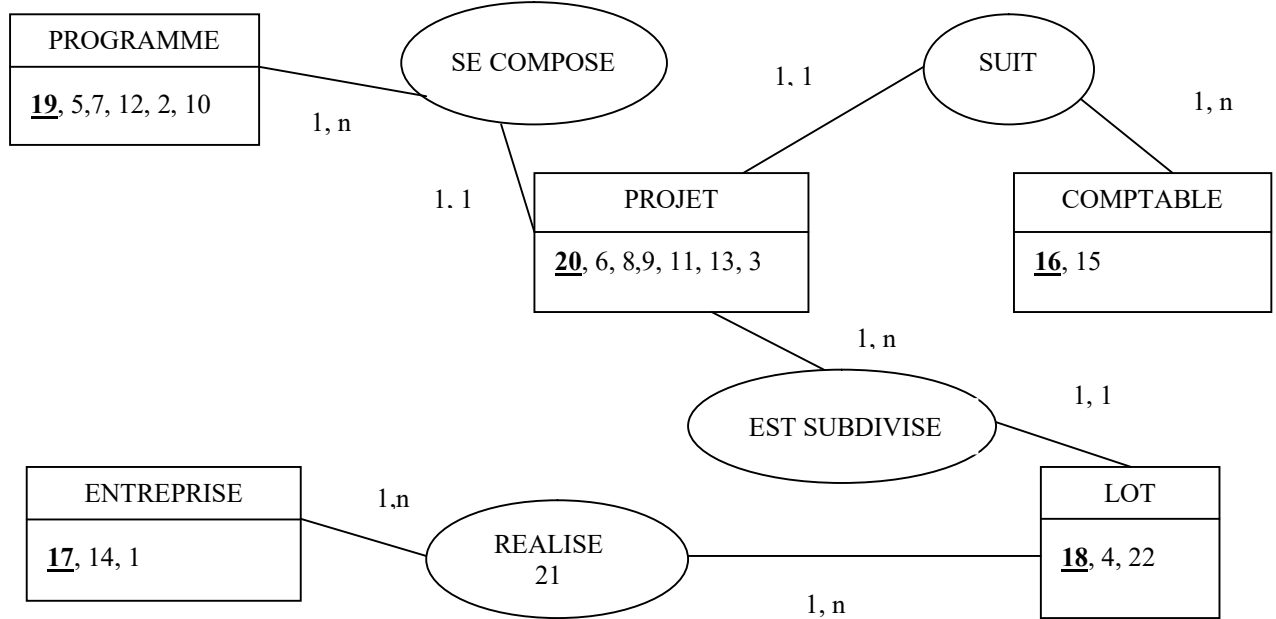 PROGRAMME
19, 5,7, 12, 2, 10
1, n
SE COMPOSE
1, 1
SUIT
1, n
1, 1
PROJET
20, 6, 8,9, 11, 13, 3
COMPTABLE
16, 15
1, n
EST SUBDIVISE
1, 1
ENTREPRISE
17, 14, 1
1,n
REALISE
21
1, n
LOT
18, 4, 22